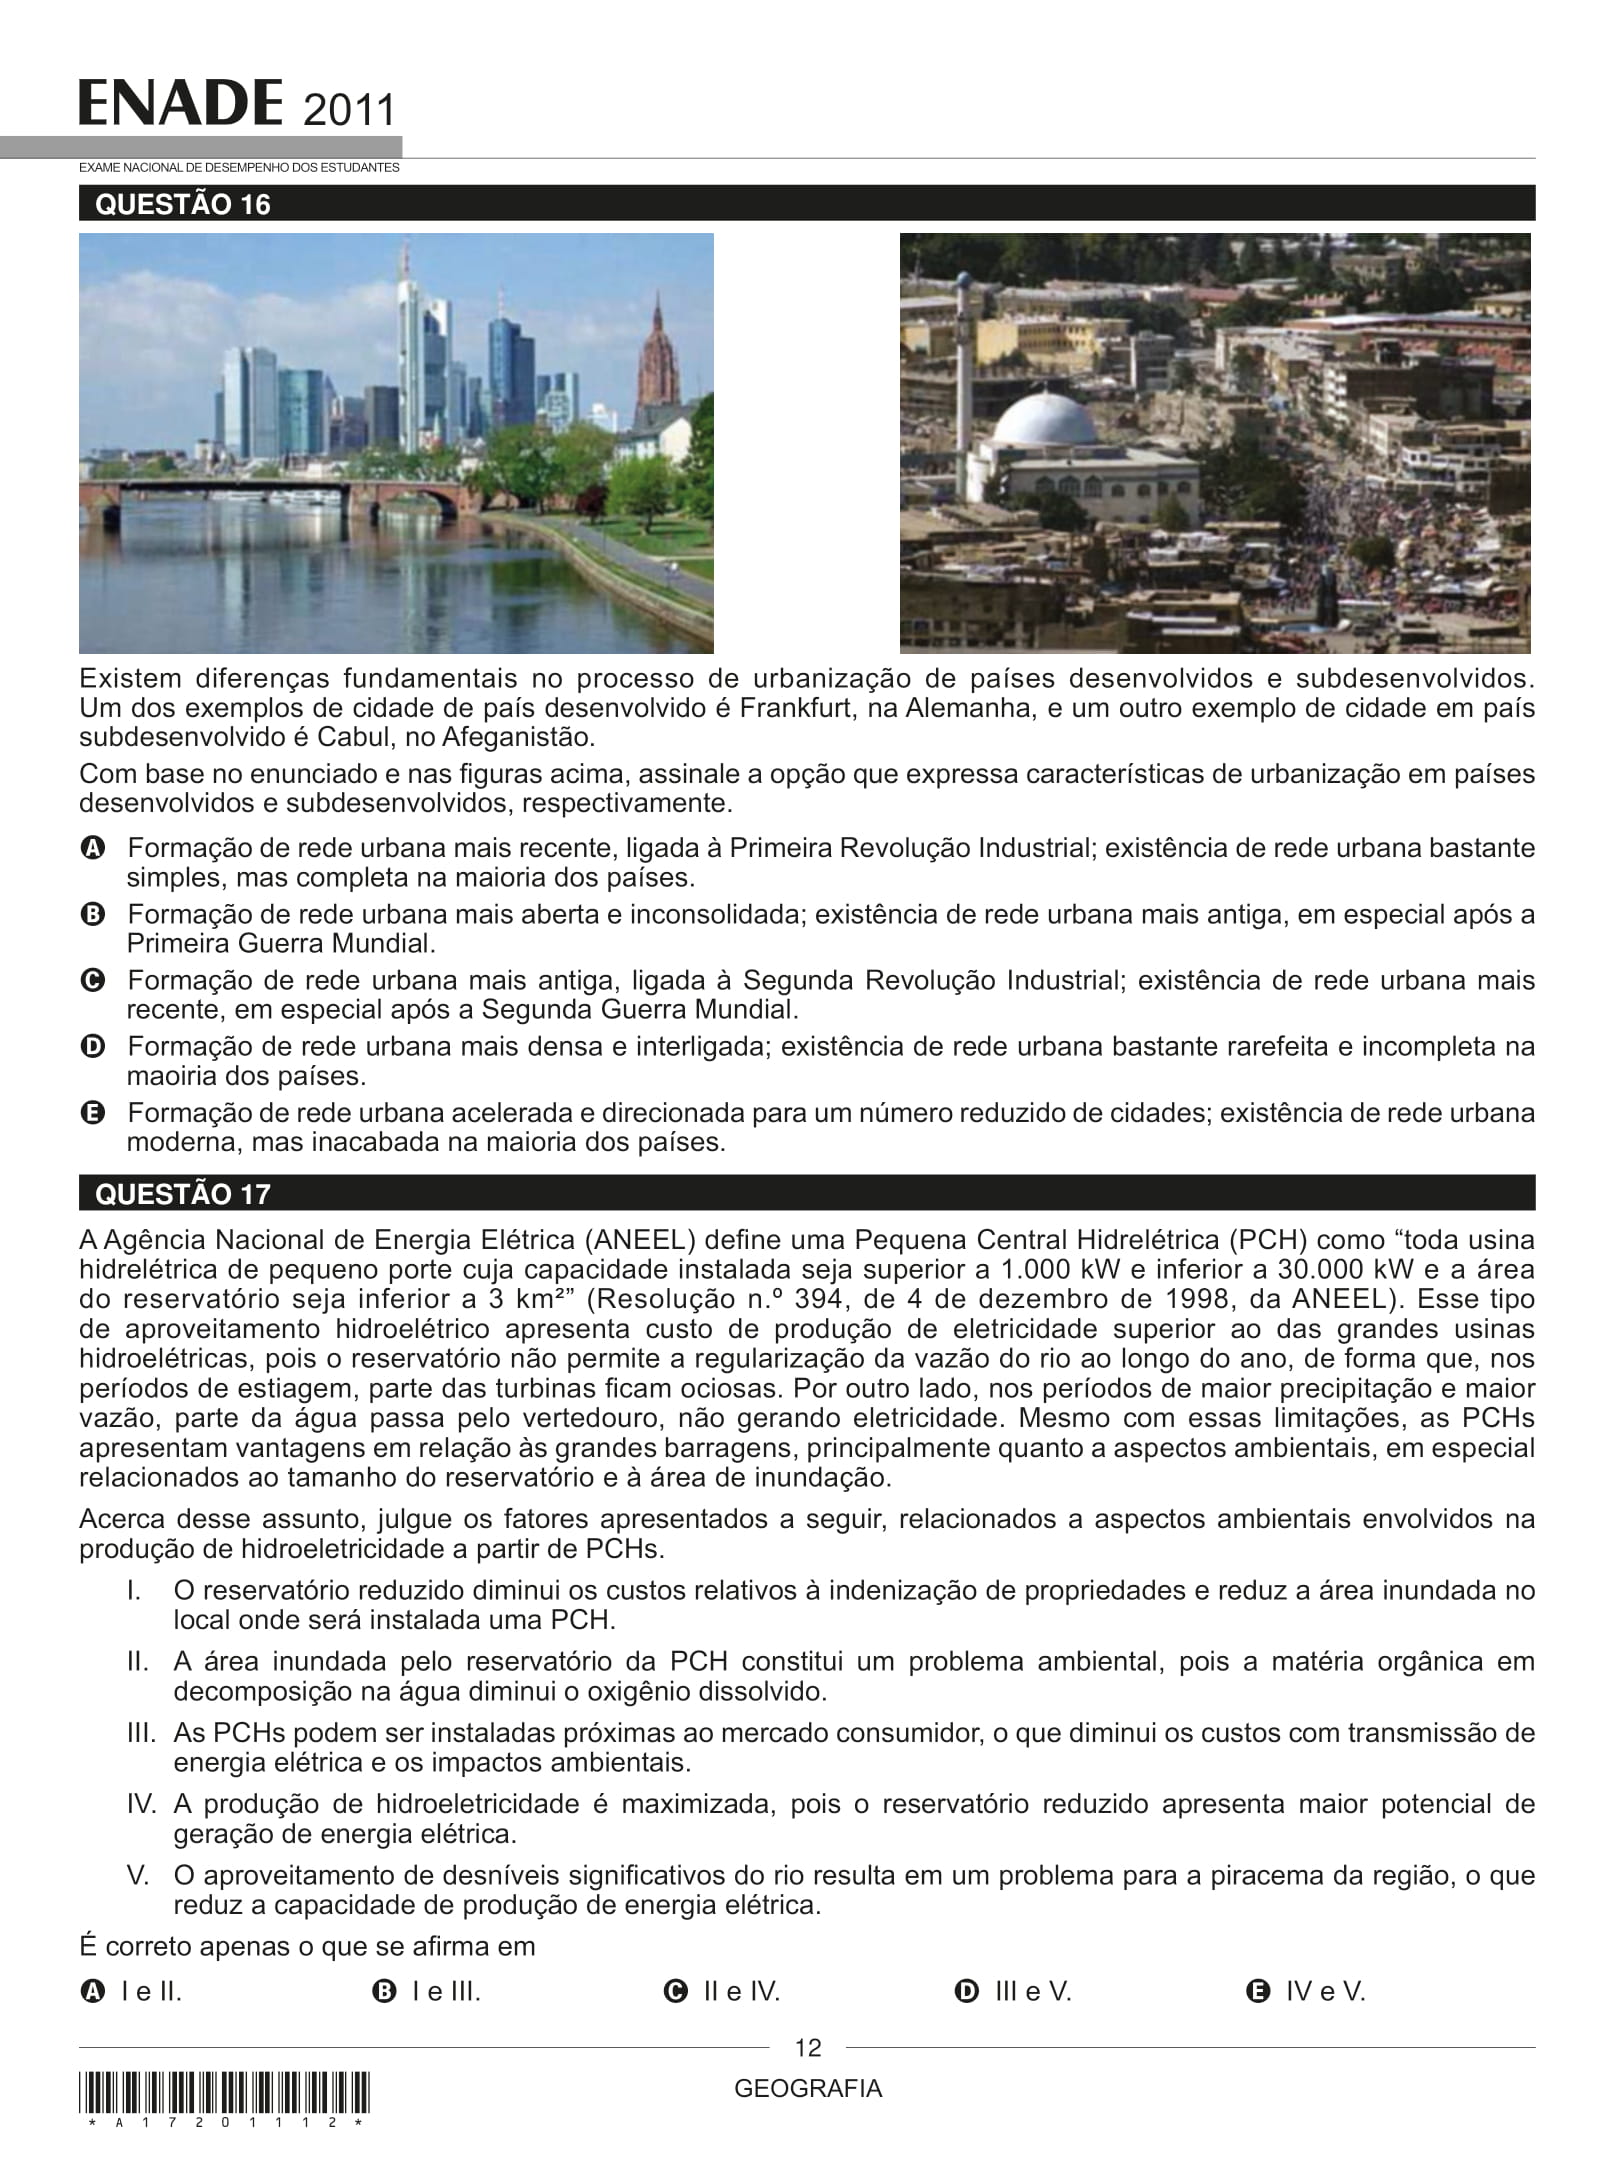 ENADE 2011
EXAME NACIONAL DE DESEMPENHO DOS ESTUDANTES
QUESTÃO 16
Existem diferenças fundamentais no processo de urbanização de países desenvolvidos e subdesenvolvidos.
Um dos exemplos de cidade de país desenvolvido é Frankfurt, na Alemanha, e um outro exemplo de cidade em país
subdesenvolvido é Cabul, no Afeganistão.
Com base no enunciado e nas figuras acima, assinale a opção que expressa características de urbanização em países
desenvolvidos e subdesenvolvidos, respectivamente.
A Formação de rede urbana mais recente, ligada à Primeira Revolução Industrial; existência de rede urbana bastante
simples, mas completa na maioria dos países.
B Formação de rede urbana mais aberta e inconsolidada; existência de rede urbana mais antiga, em especial após a
Primeira Guerra Mundial.
C Formação de rede urbana mais antiga, ligada à Segunda Revolução Industrial; existência de rede urbana mais
recente, em especial após a Segunda Guerra Mundial.
D Formação de rede urbana mais densa e interligada; existência de rede urbana bastante rarefeita e incompleta na
maoiria dos países.
E Formação de rede urbana acelerada e direcionada para um número reduzido de cidades; existência de rede urbana
moderna, mas inacabada na maioria dos países.
QUESTÃO 17
A Agência Nacional de Energia Elétrica (ANEEL) define uma Pequena Central Hidrelétrica (PCH) como “toda usina
hidrelétrica de pequeno porte cuja capacidade instalada seja superior a 1.000 kW e inferior a 30.000 kW e a área
do reservatório seja inferior a 3 km²” (Resolução n.º 394, de 4 de dezembro de 1998, da ANEEL). Esse tipo
de aproveitamento hidroelétrico apresenta custo de produção de eletricidade superior ao das grandes usinas
hidroelétricas, pois o reservatório não permite a regularização da vazão do rio ao longo do ano, de forma que, nos
períodos de estiagem, parte das turbinas ficam ociosas. Por outro lado, nos períodos de maior precipitação e maior
vazão, parte da água passa pelo vertedouro, não gerando eletricidade. Mesmo com essas limitações, as PCHs
apresentam vantagens em relação às grandes barragens, principalmente quanto a aspectos ambientais, em especial
relacionados ao tamanho do reservatório e à área de inundação.
Acerca desse assunto, julgue os fatores apresentados a seguir, relacionados a aspectos ambientais envolvidos na
produção de hidroeletricidade a partir de PCHs.
I. O reservatório reduzido diminui os custos relativos à indenização de propriedades e reduz a área inundada no
local onde será instalada uma PCH.
II. A área inundada pelo reservatório da PCH constitui um problema ambiental, pois a matéria orgânica em
decomposição na água diminui o oxigênio dissolvido.
III. As PCHs podem ser instaladas próximas ao mercado consumidor, o que diminui os custos com transmissão de
energia elétrica e os impactos ambientais.
IV. A produção de hidroeletricidade é maximizada, pois o reservatório reduzido apresenta maior potencial de
geração de energia elétrica.
V. O aproveitamento de desníveis significativos do rio resulta em um problema para a piracema da região, o que
reduz a capacidade de produção de energia elétrica.
É correto apenas o que se afirma em
A I e II. B I e III. C II e IV. D III e V. E IV e V.
12
GEOGRAFIA
* A 1 7 2 0 1 1 1 2 *